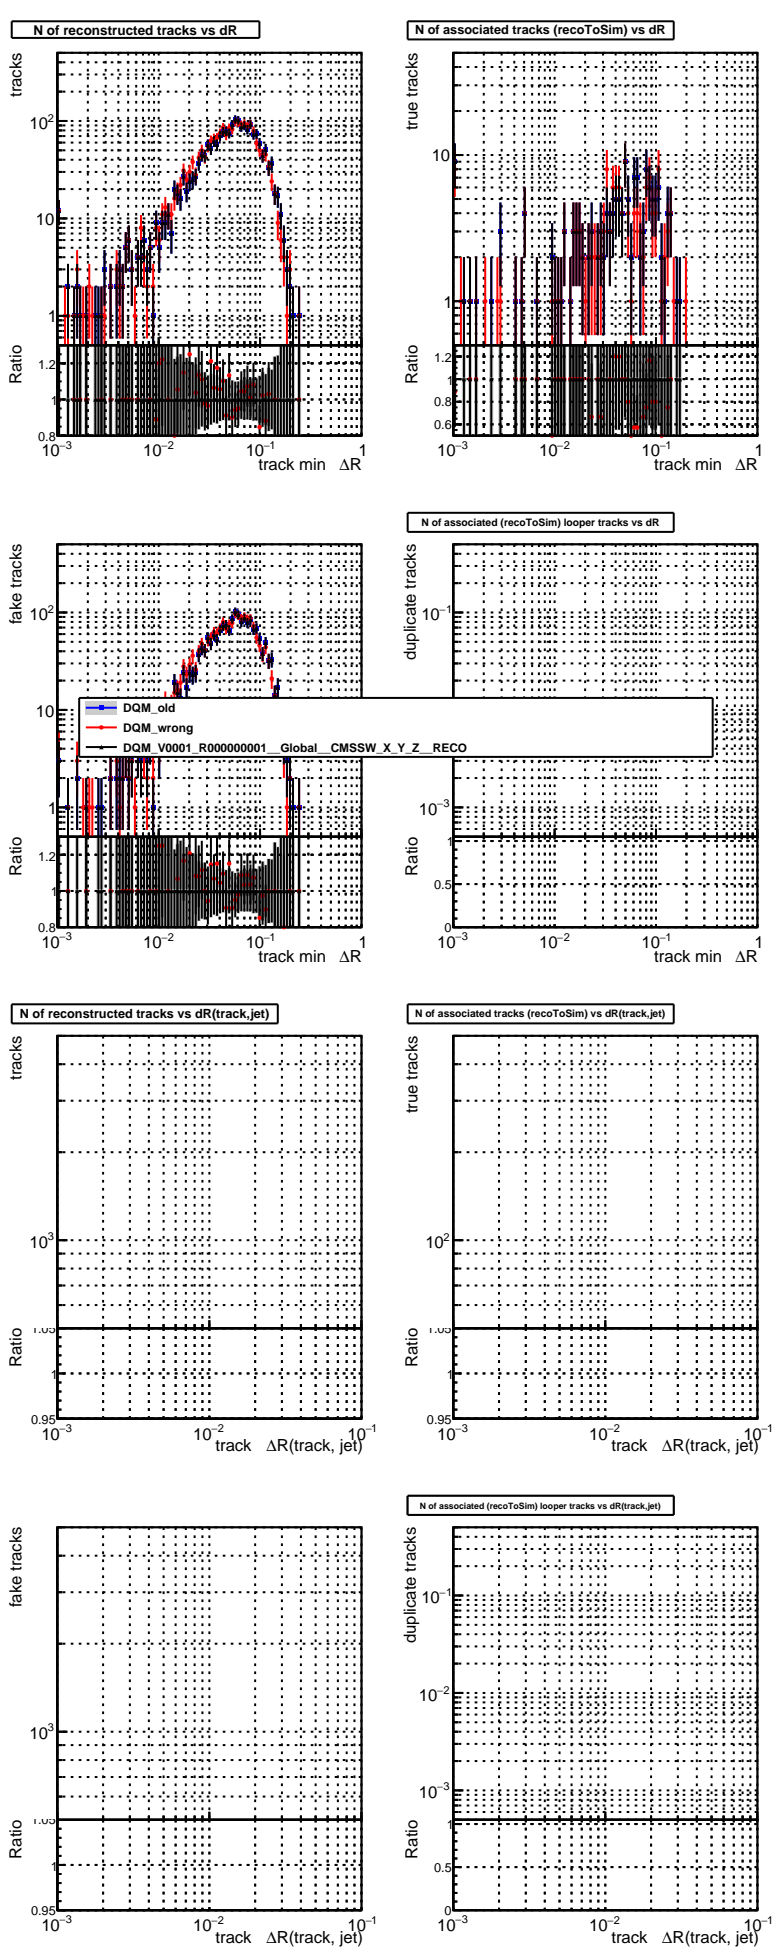 N of reconstructed tracks vs dR
N of associated tracks (recoToSim) vs dR
tracks
10²
10
1
Ratio
1.2
1
0.8
10⁻³ 10⁻² 10⁻¹ 1
track min ΔR
true tracks
10
1
Ratio
1.2
1
0.8
0.6
10⁻³ 10⁻² 10⁻¹ 1
track min ΔR
N of associated (recoToSim) looper tracks vs dR
fake tracks
10²
10
1
Ratio
1.2
1
0.8
10⁻³ 10⁻² 10⁻¹ 1
track min ΔR
duplicate tracks
10⁻¹
10⁻³
Ratio
1
0.5
0
10⁻³ 10⁻² 10⁻¹ 1
track min ΔR
DQM_old
DQM_wrong
DQM_V0001_R000000001__Global__CMSSW_X_Y_Z__RECO
N of reconstructed tracks vs dR(track,jet)
N of associated tracks (recoToSim) vs dR(track,jet)
tracks
10³
Ratio
1.05
1
0.95
10⁻³ 10⁻² 10⁻¹
track ΔR(track, jet)
true tracks
10²
Ratio
1.05
1
0.95
10⁻³ 10⁻² 10⁻¹
track ΔR(track, jet)
N of associated (recoToSim) looper tracks vs dR(track,jet)
fake tracks
10³
Ratio
1.05
1
0.95
10⁻³ 10⁻² 10⁻¹
track ΔR(track, jet)
duplicate tracks
10⁻¹
10⁻²
10⁻³
Ratio
1
0.5
0
10⁻³ 10⁻² 10⁻¹
track ΔR(track, jet)